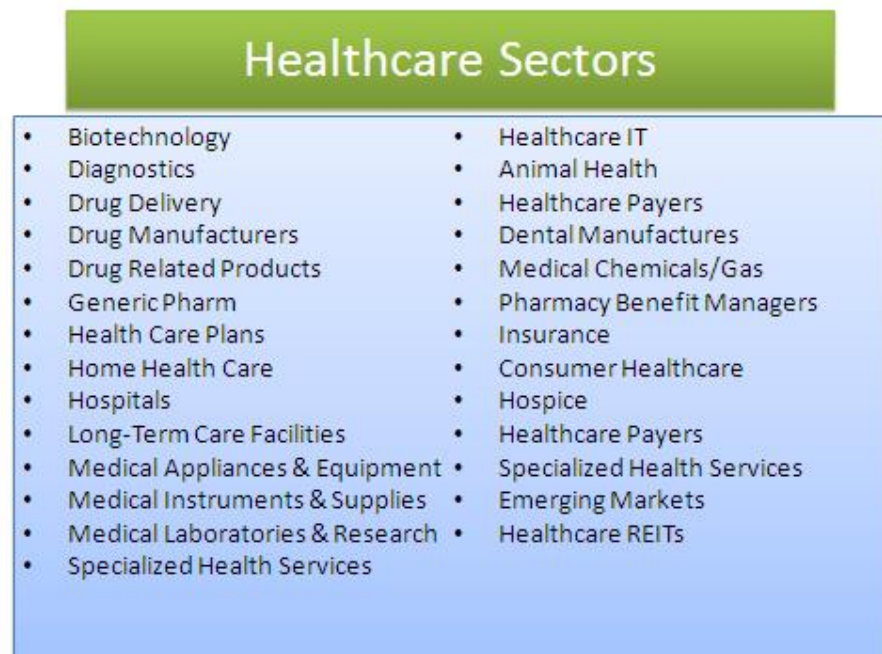 Healthcare Sectors
• Biotechnology
• Diagnostics
• Drug Delivery
• Drug Manufacturers
• Drug Related Products
• Generic Pharm
• Health Care Plans
• Home Health Care
• Hospitals
• Long-Term Care Facilities
• Medical Appliances & Equipment
• Medical Instruments & Supplies
• Medical Laboratories & Research
• Specialized Health Services
• Healthcare IT
• Animal Health
• Healthcare Payers
• Dental Manufactures
• Medical Chemicals/Gas
• Pharmacy Benefit Managers
• Insurance
• Consumer Healthcare
• Hospice
• Healthcare Payers
• Specialized Health Services
• Emerging Markets
• Healthcare REITs